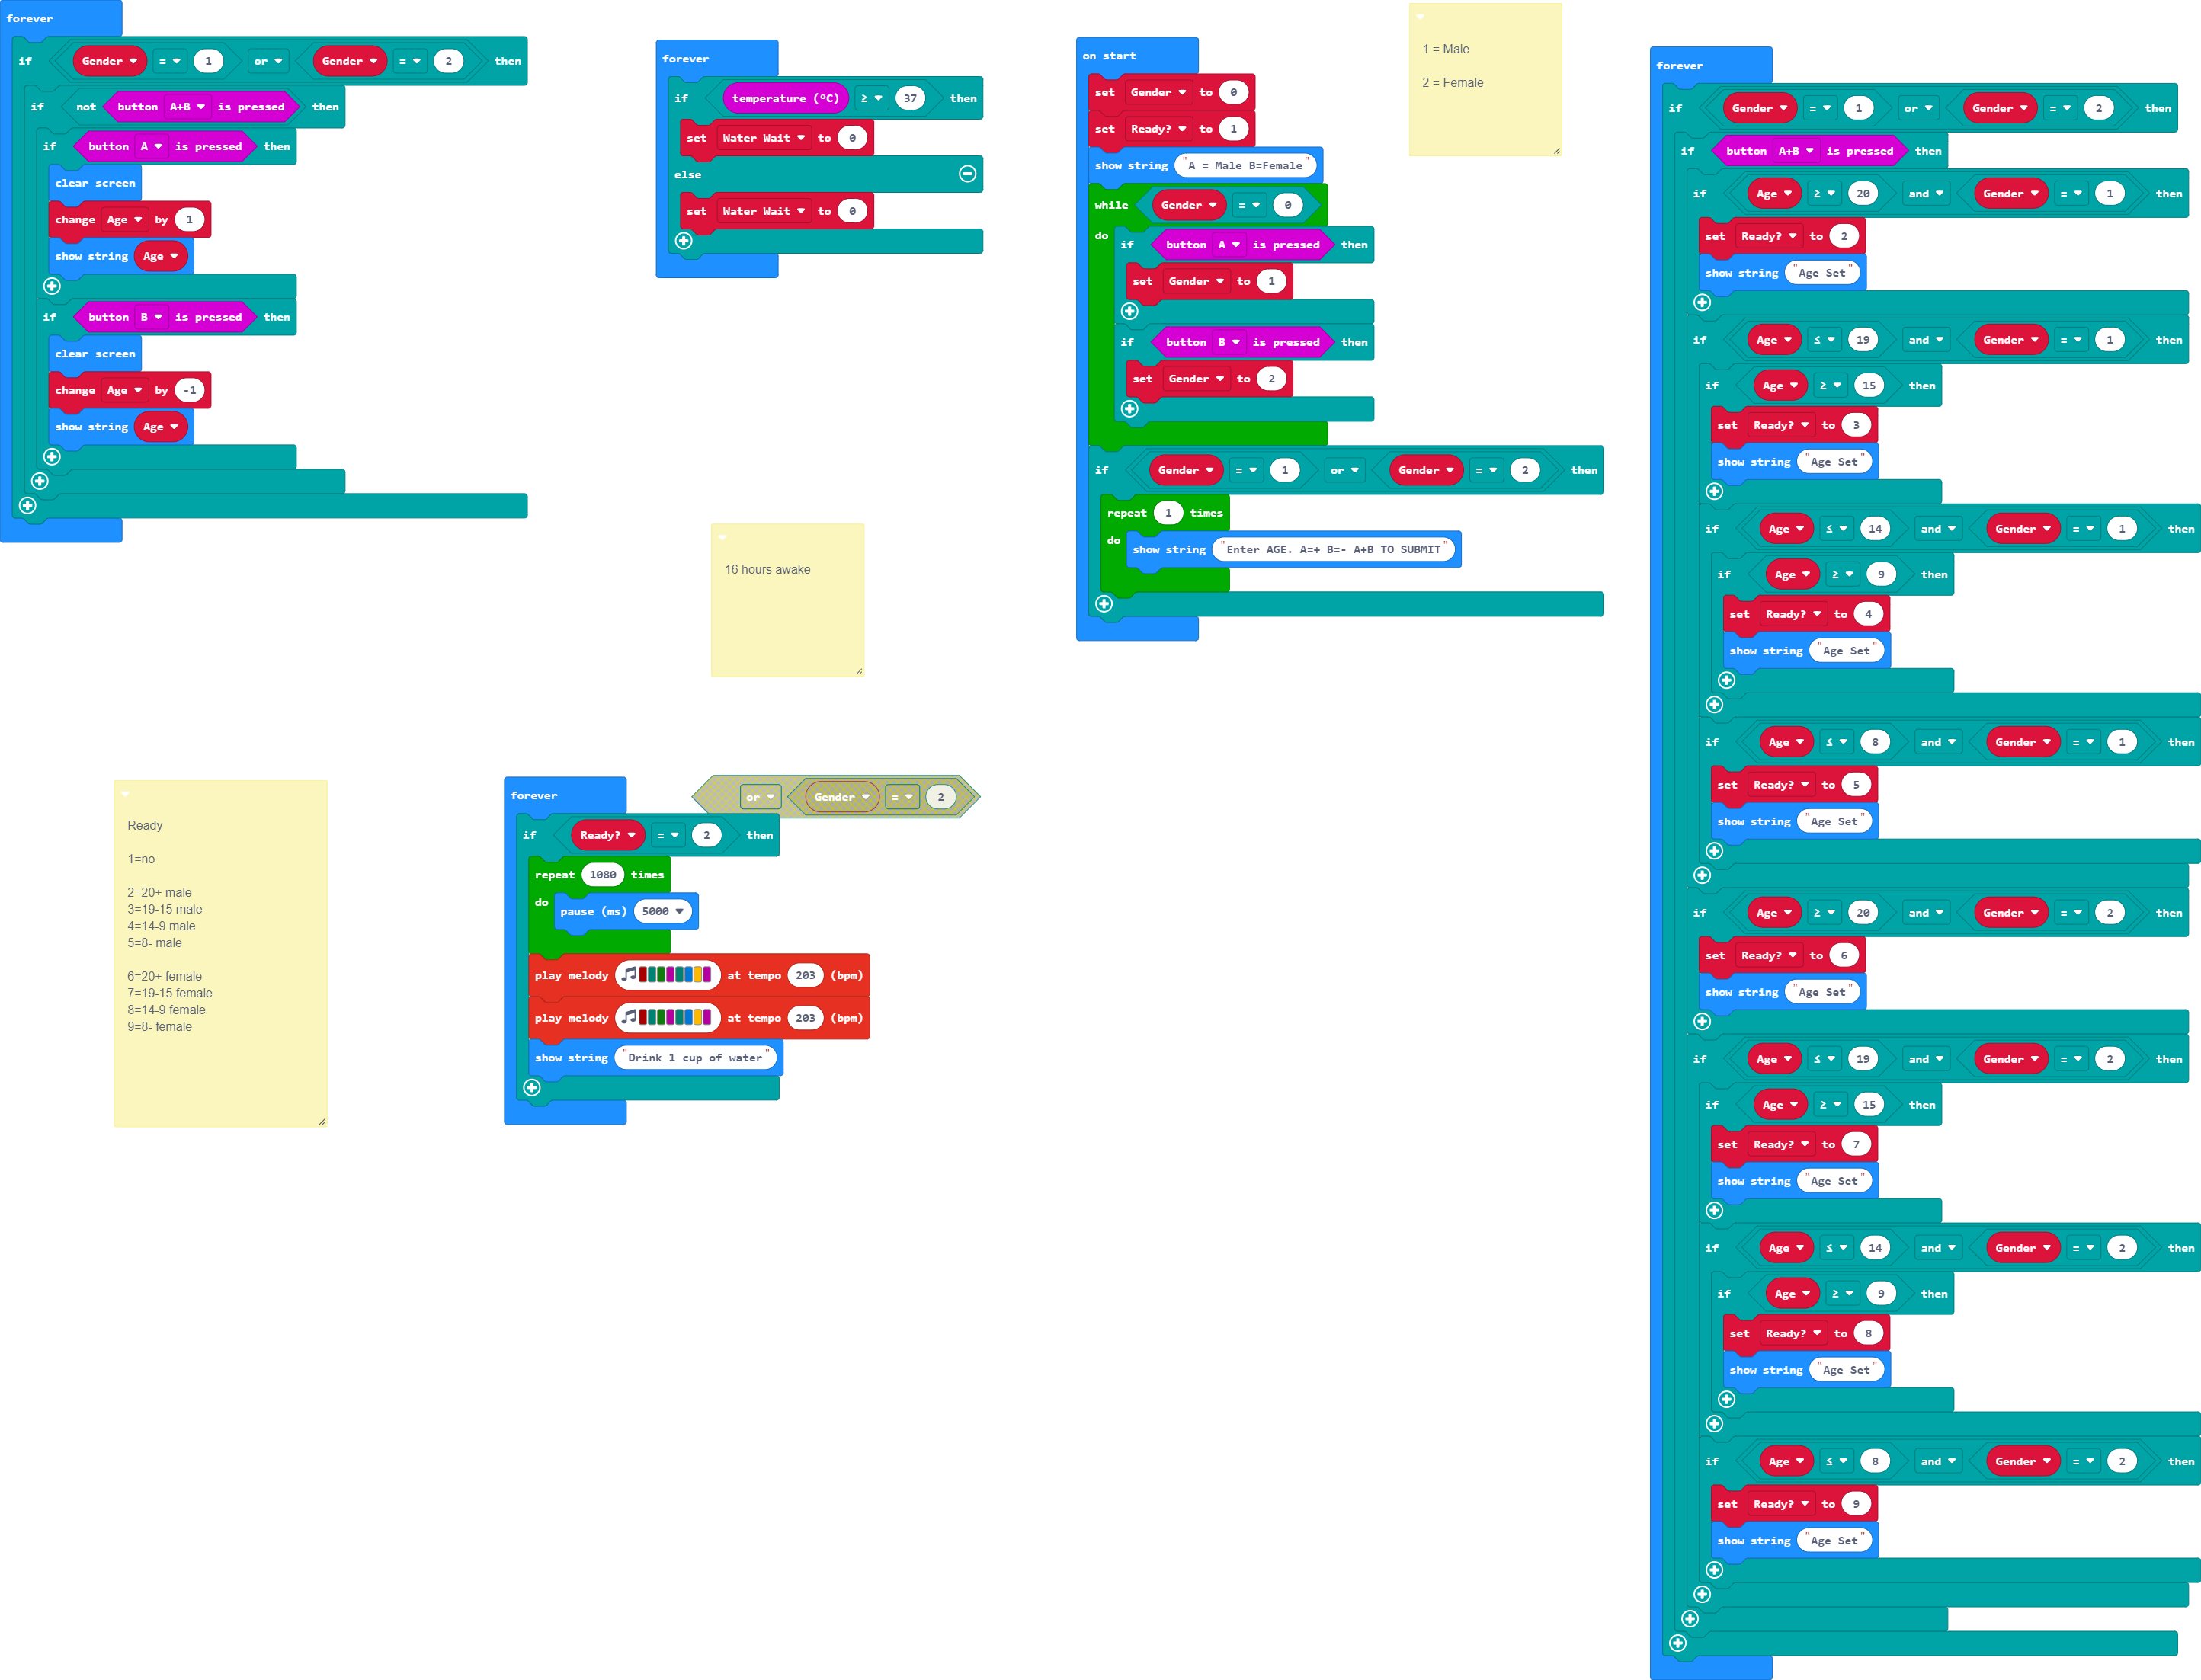 forever
if Gender = 1 or Gender = 2 then
if not button A+B is pressed then
if button A is pressed then
clear screen
change Age by 1
show string Age
if button B is pressed then
clear screen
change Age by -1
show string Age
forever
if temperature (°C) ≥ 37 then
set Water Wait to 0
else
set Water Wait to 0
16 hours awake
on start
set Gender to 0
set Ready? to 1
show string "A = Male B=Female"
while Gender = 0
do
if button A is pressed then
set Gender to 1
if button B is pressed then
set Gender to 2
if Gender = 1 or Gender = 2 then
repeat 1 times
do
show string "Enter AGE. A=+ B=- A+B TO SUBMIT"
1 = Male
2 = Female
Ready
1=no
2=20+ male
3=19-15 male
4=14-9 male
5=8- male
6=20+ female
7=19-15 female
8=14-9 female
9=8- female
or Gender = 2
forever
if Ready? = 2 then
repeat 1080 times
do
pause (ms) 5000
play melody at tempo 203 (bpm)
play melody at tempo 203 (bpm)
show string "Drink 1 cup of water"
forever
if Gender = 1 or Gender = 2 then
if button A+B is pressed then
if Age ≥ 20 and Gender = 1 then
set Ready? to 2
show string "Age Set"
if Age ≤ 19 and Gender = 1 then
if Age ≥ 15 then
set Ready? to 3
show string "Age Set"
if Age ≤ 14 and Gender = 1 then
if Age ≥ 9 then
set Ready? to 4
show string "Age Set"
if Age ≤ 8 and Gender = 1 then
set Ready? to 5
show string "Age Set"
if Age ≥ 20 and Gender = 2 then
set Ready? to 6
show string "Age Set"
if Age ≤ 19 and Gender = 2 then
if Age ≥ 15 then
set Ready? to 7
show string "Age Set"
if Age ≤ 14 and Gender = 2 then
if Age ≥ 9 then
set Ready? to 8
show string "Age Set"
if Age ≤ 8 and Gender = 2 then
set Ready? to 9
show string "Age Set"